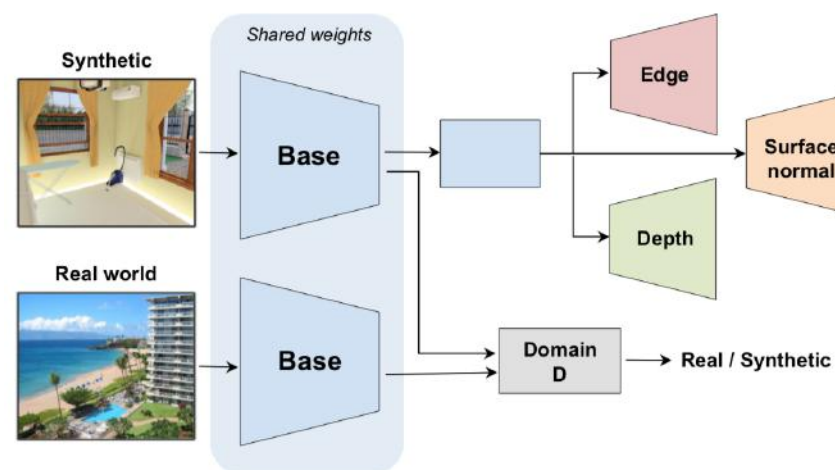 Shared weights
Synthetic
Base
Edge
Surface
normal
Depth
Real world
Base
Domain
D
Real / Synthetic